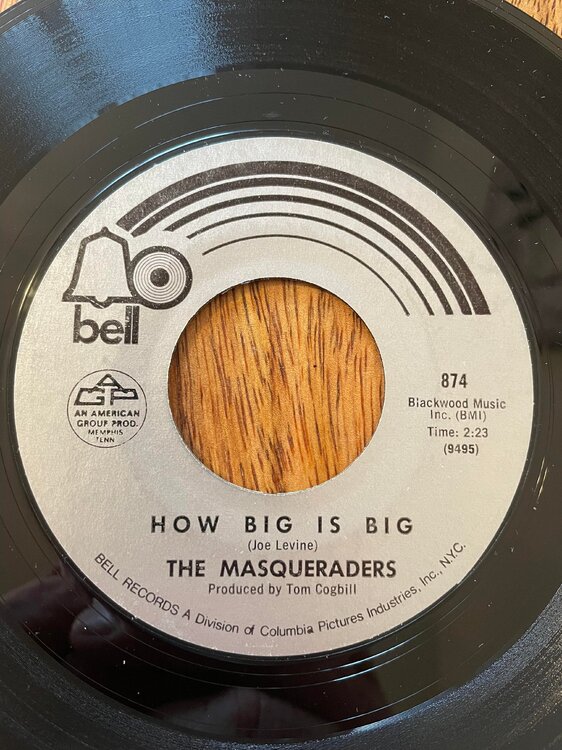 bell
AGP
AN AMERICAN
GROUP PROD.
MEMPHIS
TENN
874
Blackwood Music
Inc. (BMI)
Time: 2:23
(9495)
HOW BIG IS BIG
(Joe Levine)
THE MASQUERADERS
Produced by Tom Cogbill
BELL RECORDS A Division of Columbia Pictures Industries, Inc., N.Y.C.